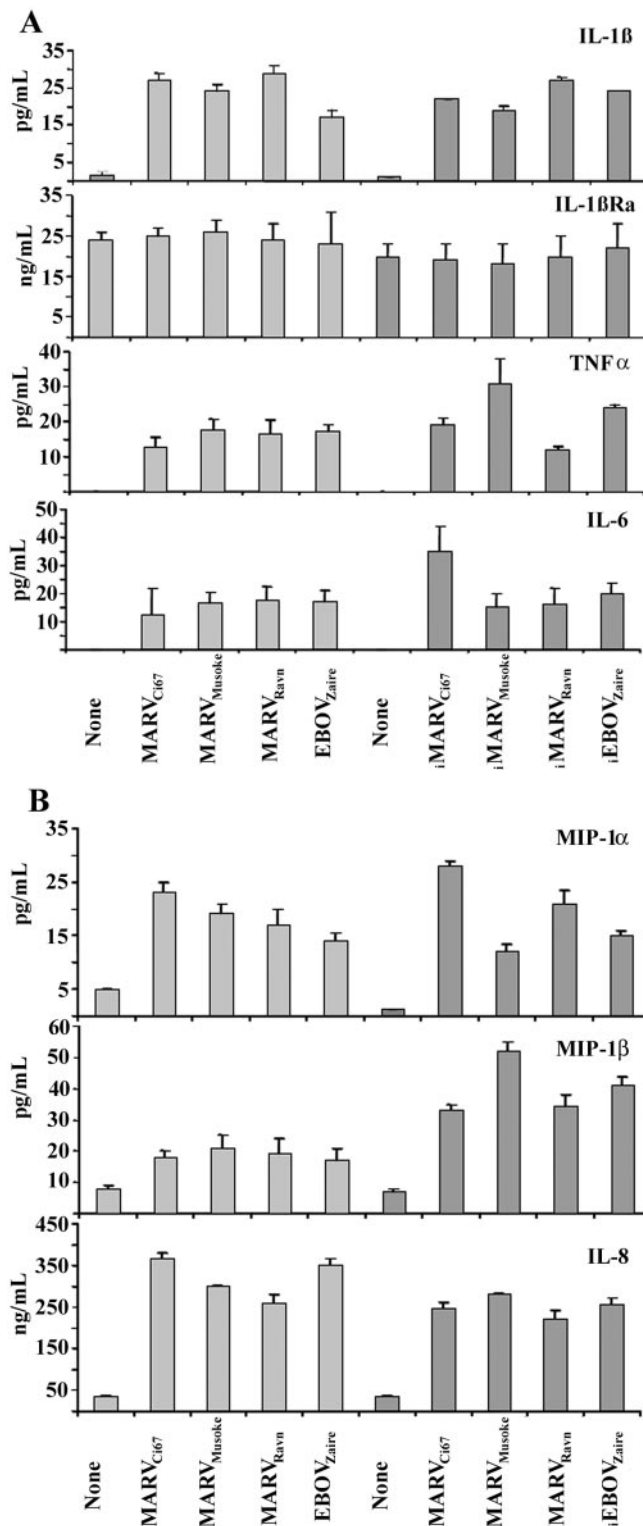 A
IL-1ß
pg/mL
35
25
15
5
IL-1ßRa
ng/mL
35
25
15
5
TNF α
pg/mL
40
30
20
10
IL-6
pg/mL
50
40
30
20
10
None
MARVCi67
MARVMusoke
MARVRavn
EBOVZaire
None
iMARVCi67
iMARVMusoke
iMARVRavn
iEBOVZaire
B
MIP-1α
pg/mL
35
25
15
5
MIP-1β
pg/mL
60
50
40
30
20
10
IL-8
ng/mL
450
350
250
150
50
None
MARVCi67
MARVMusoke
MARVRavn
EBOVZaire
None
MARVCi67
MARVMusoke
MARVRavn
iEBOVZaire